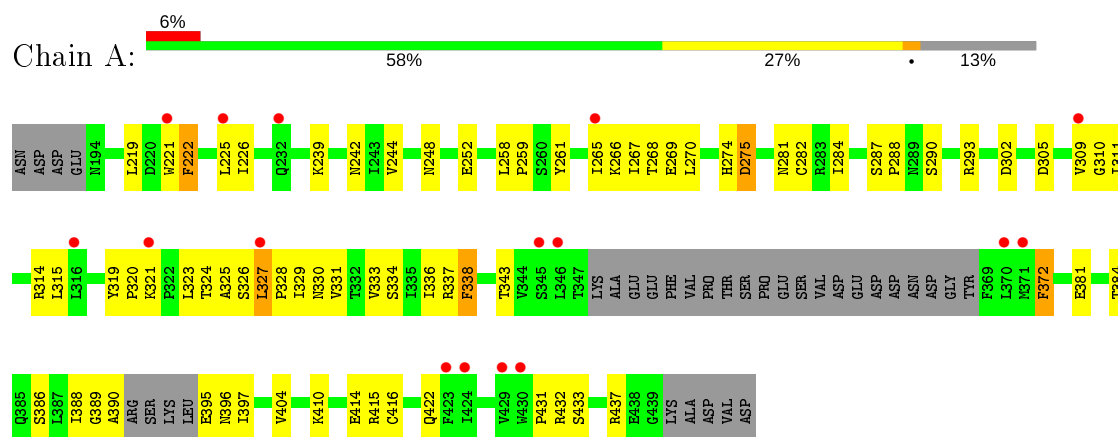 6%
Chain A:
58% 27% • 13%
ASN ASP ASP GLU N194 L219 D220 W221 F222 L225 I226 Q232 K239 N242 I243 V244 N248 E252 L258 P259 S260 Y261 I265 K266 I267 T268 E269 L270 H274 D275 N281 C282 R283 I284 S287 P288 N289 S290 R293 D302 D305 V309 G310 I311
R314 L315 L316 Y319 P320 K321 P322 L323 T324 A325 S326 L327 P328 I329 N330 V331 T332 V333 S334 I335 I336 R337 F338 T343 V344 S345 L346 T347 LYS ALA GLU GLU PHE VAL PRO THR SER PRO GLU SER VAL ASP GLU ASP ASP ASN ASP GLY TYR F369 L370 M371 F372 E381 T384
Q385 S386 L387 I388 G389 A390 ARG SER LYS LEU E395 N396 I397 V404 K410 E414 R415 C416 Q422 F423 I424 V429 W430 P431 R432 S433 R437 E438 G439 LYS ALA ASP VAL ASP